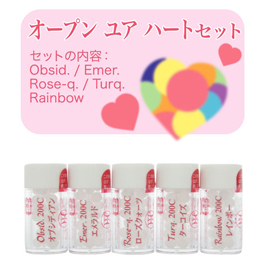 オープン ユア ハートセット
セットの内容：
Obsid. / Emer.
Rose-q. / Turq.
Rainbow
Obsid. 200C
オブシディアン
Emer. 200C
エメラルド
Rose-q. 200C
ローズクォーツ
Turq. 200C
ターコイズ
Rainbow 200C
レインボー